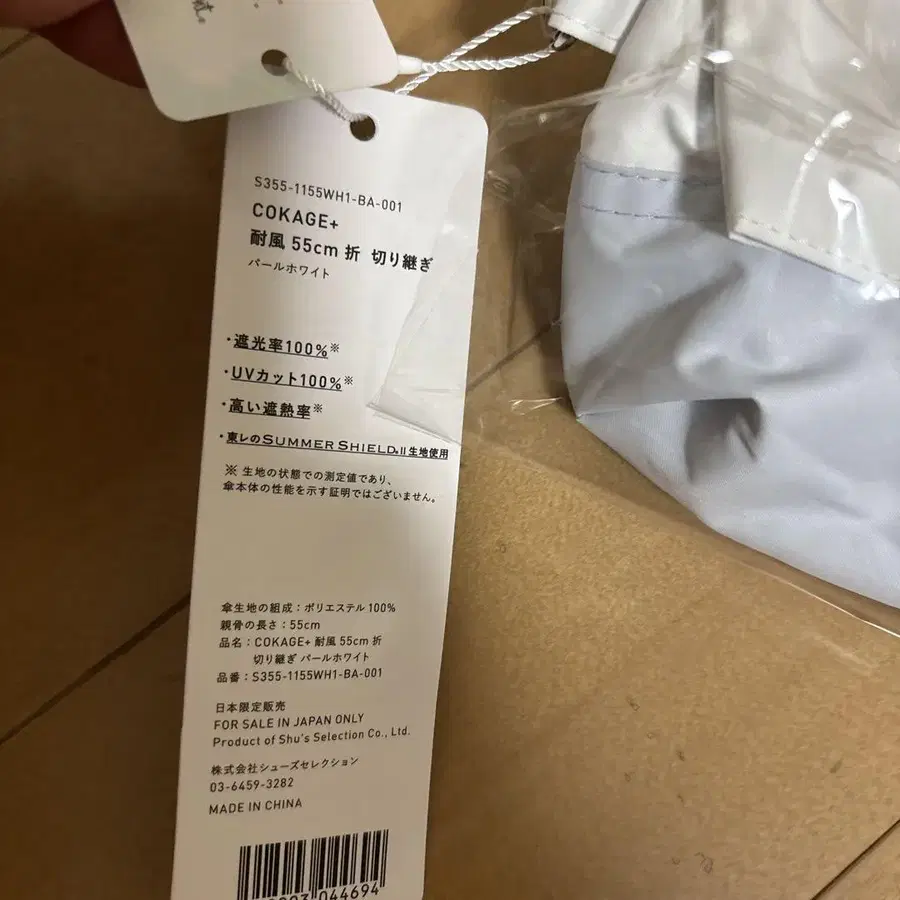 S355-1155WH1-BA-001
COKAGE+
耐風 55cm 折 切り継ぎ
パールホワイト
・遮光率100%※
・UVカット100%※
・高い遮熱率※
・東レのSUMMER SHIELD®II生地使用
※ 生地の状態での測定値であり、
傘本体の性能を示す証明ではございません。
傘生地の組成：ポリエステル 100%
親骨の長さ：55cm
品名：COKAGE+ 耐風 55cm 折
切り継ぎ パールホワイト
品番：S355-1155WH1-BA-001
日本限定販売
FOR SALE IN JAPAN ONLY
Product of Shu's Selection Co., Ltd.
株式会社シューズセレクション
03-6459-3282
MADE IN CHINA
044694